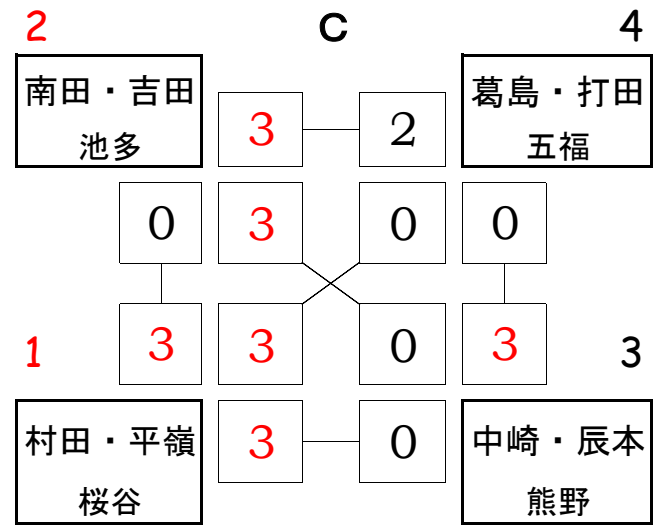 2 C 4
南田・吉田
池多
葛島・打田
五福
3 2
0 3 0 0
3 3 0 3
1 3
村田・平嶺
桜谷
3 0
中崎・辰本
熊野